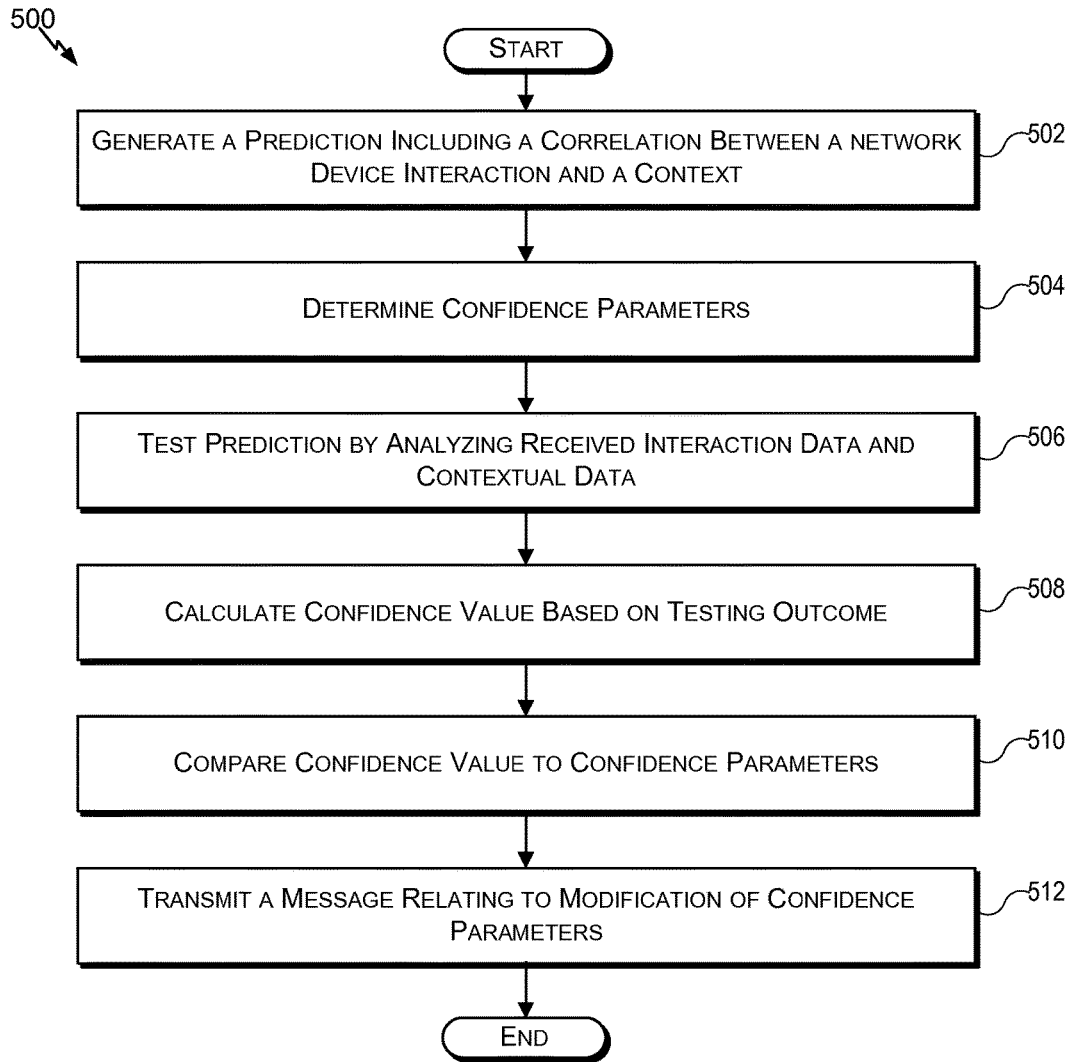 500
START
GENERATE A PREDICTION INCLUDING A CORRELATION BETWEEN A NETWORK
DEVICE INTERACTION AND A CONTEXT
502
DETERMINE CONFIDENCE PARAMETERS
504
TEST PREDICTION BY ANALYZING RECEIVED INTERACTION DATA AND
CONTEXTUAL DATA
506
CALCULATE CONFIDENCE VALUE BASED ON TESTING OUTCOME
508
COMPARE CONFIDENCE VALUE TO CONFIDENCE PARAMETERS
510
TRANSMIT A MESSAGE RELATING TO MODIFICATION OF CONFIDENCE
PARAMETERS
512
END